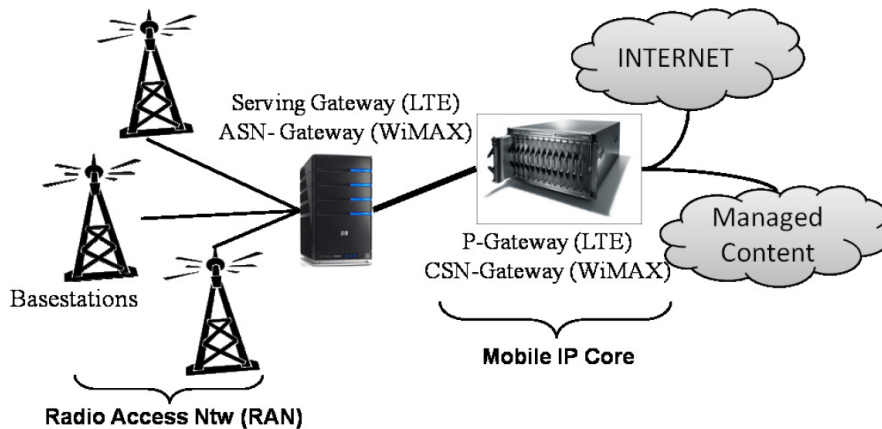 INTERNET
Serving Gateway (LTE)
ASN- Gateway (WiMAX)
Managed
Content
P-Gateway (LTE)
CSN-Gateway (WiMAX)
Basestations
Mobile IP Core
Radio Access Ntw (RAN)